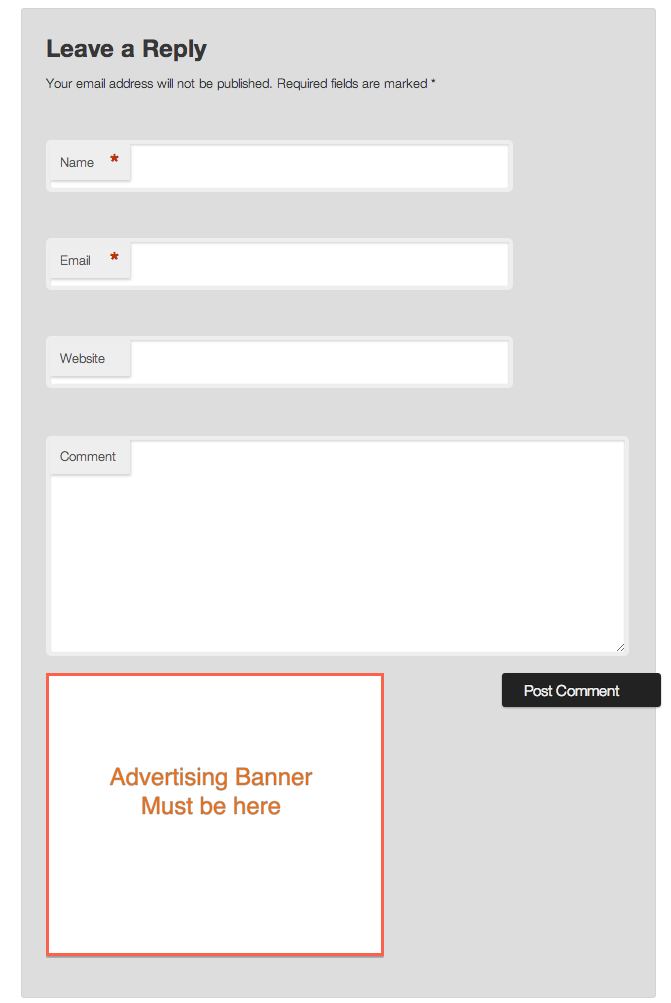 Leave a Reply
Your email address will not be published. Required fields are marked *
Name *
Email *
Website
Comment
Post Comment
Advertising Banner
Must be here